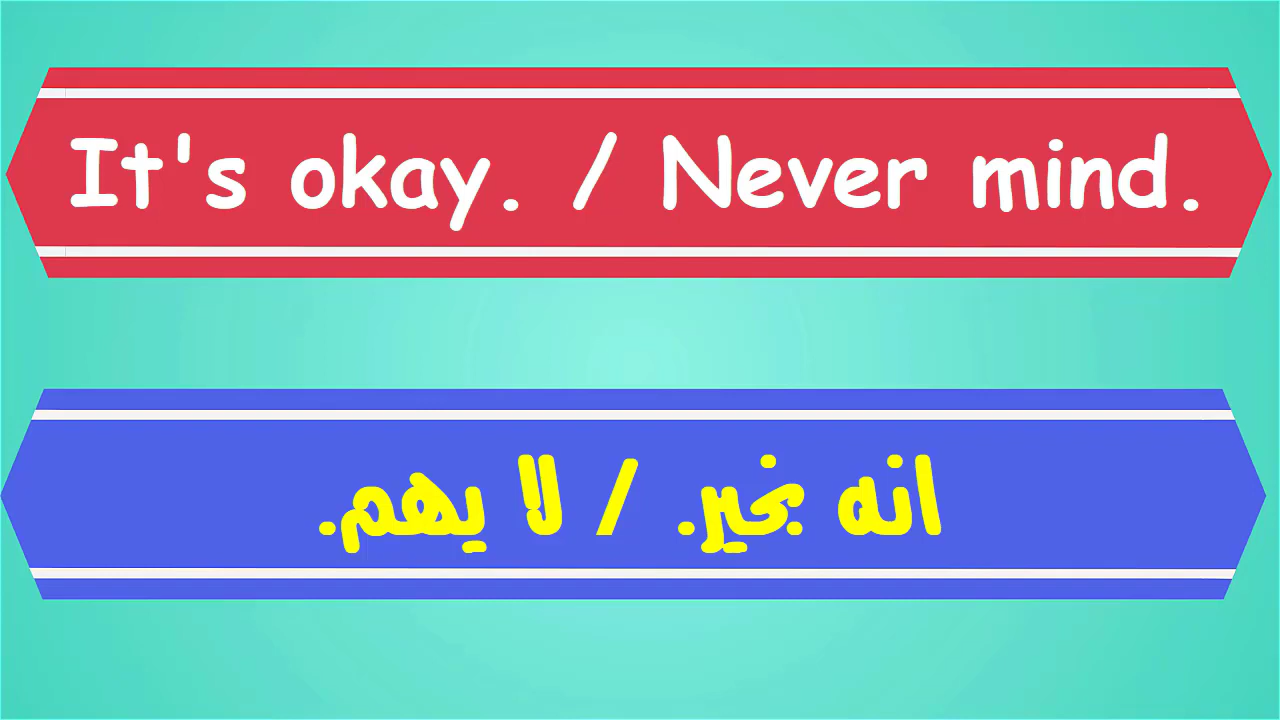 It's okay. / Never mind.
انه بخير. / لا يهم.